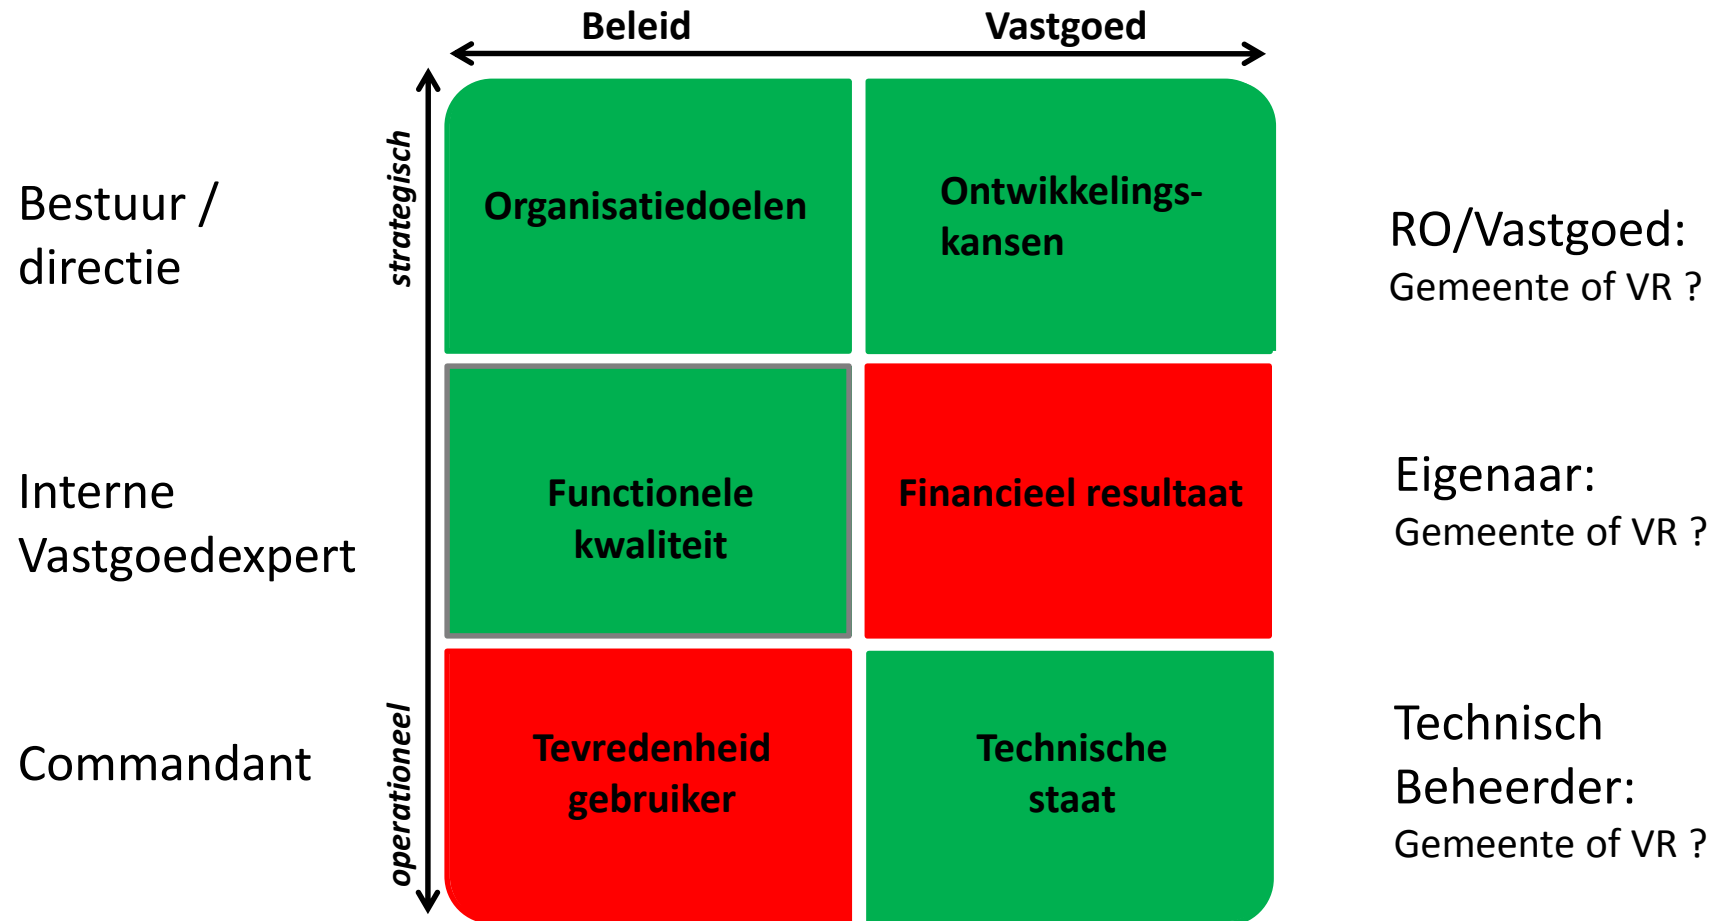 Beleid
Vastgoed
strategisch
operationeel
Bestuur /
directie
Organisatiedoelen
Ontwikkelings-
kansen
RO/Vastgoed:
Gemeente of VR ?
Interne
Vastgoedexpert
Functionele
kwaliteit
Financieel resultaat
Eigenaar:
Gemeente of VR ?
Commandant
Tevredenheid
gebruiker
Technische
staat
Technisch
Beheerder:
Gemeente of VR ?